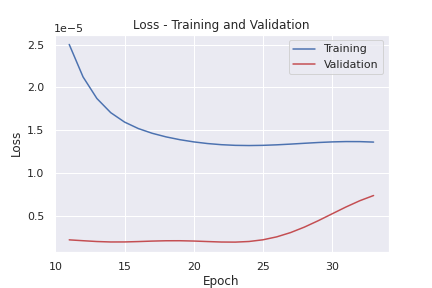 Loss - Training and Validation
1e−5
2.5
2.0
1.5
1.0
0.5
Loss
Training
Validation
10 15 20 25 30
Epoch